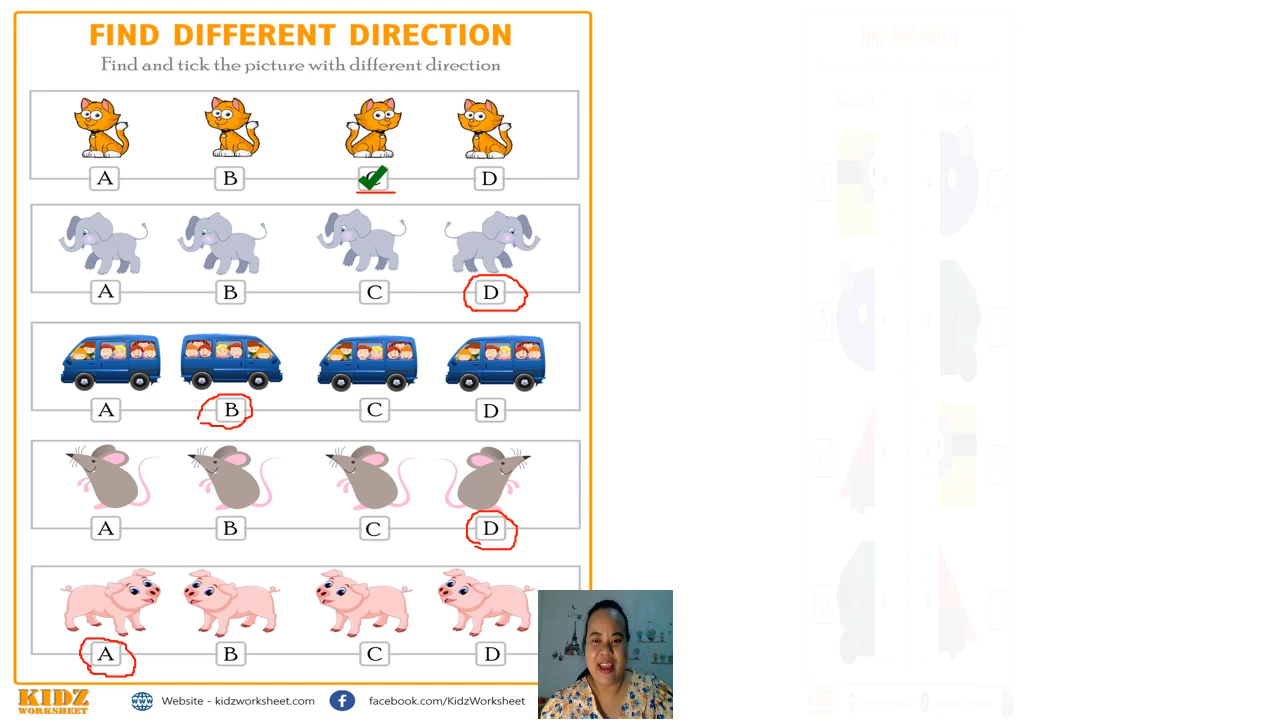 FIND DIFFERENT DIRECTION
Find and tick the picture with different direction
A B C D
A B C D
A B C D
A B C D
A B C D
KIDZ
WORKSHEET
WWW
Website - kidzworksheet.com
f
facebook.com/KidzWorksheet